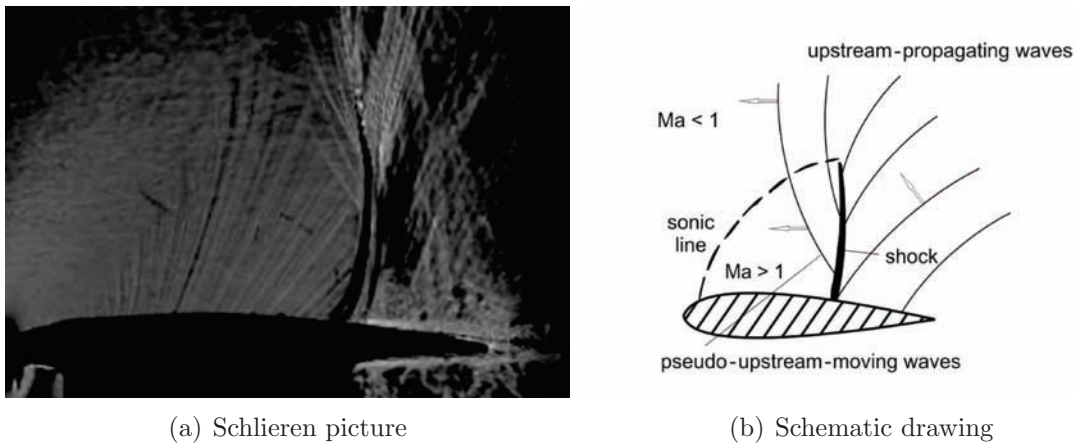 upstream-propagating waves
Ma < 1
sonic
line
Ma > 1
shock
pseudo-upstream-moving waves
(a) Schlieren picture
(b) Schematic drawing